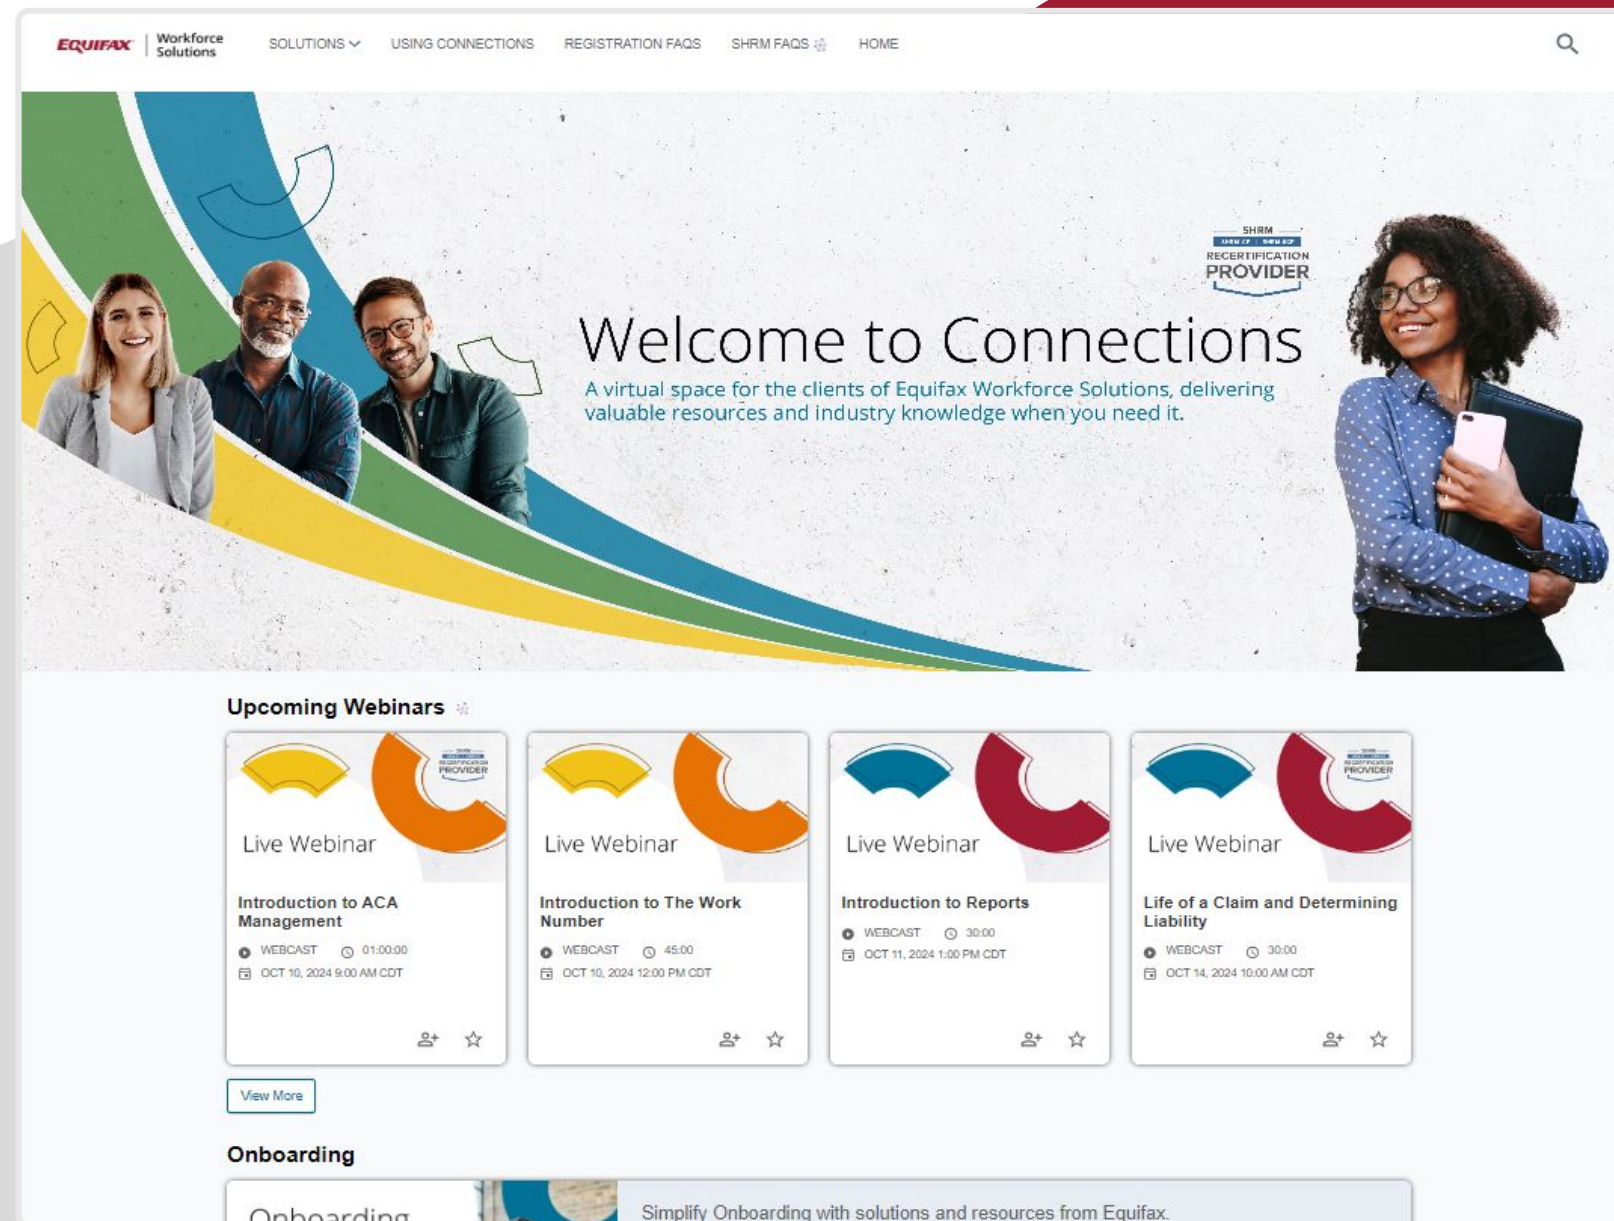 EQUIFAX
Workforce
Solutions
SOLUTIONS
USING CONNECTIONS
REGISTRATION FAQS
SHRM FAQS
HOME
SHRM
RECERTIFICATION
PROVIDER
Welcome to Connections
A virtual space for the clients of Equifax Workforce Solutions, delivering
valuable resources and industry knowledge when you need it.
Upcoming Webinars
RECERTIFICATION
PROVIDER
Live Webinar
Introduction to ACA
Management
WEBCAST 01:00:00
OCT 10, 2024 9:00 AM CDT
Live Webinar
Introduction to The Work
Number
WEBCAST 45:00
OCT 10, 2024 12:00 PM CDT
Live Webinar
Introduction to Reports
WEBCAST 30:00
OCT 11, 2024 1:00 PM CDT
RECERTIFICATION
PROVIDER
Live Webinar
Life of a Claim and Determining
Liability
WEBCAST 30:00
OCT 14, 2024 10:00 AM CDT
View More
Onboarding
Onboarding
Simplify Onboarding with solutions and resources from Equifax.